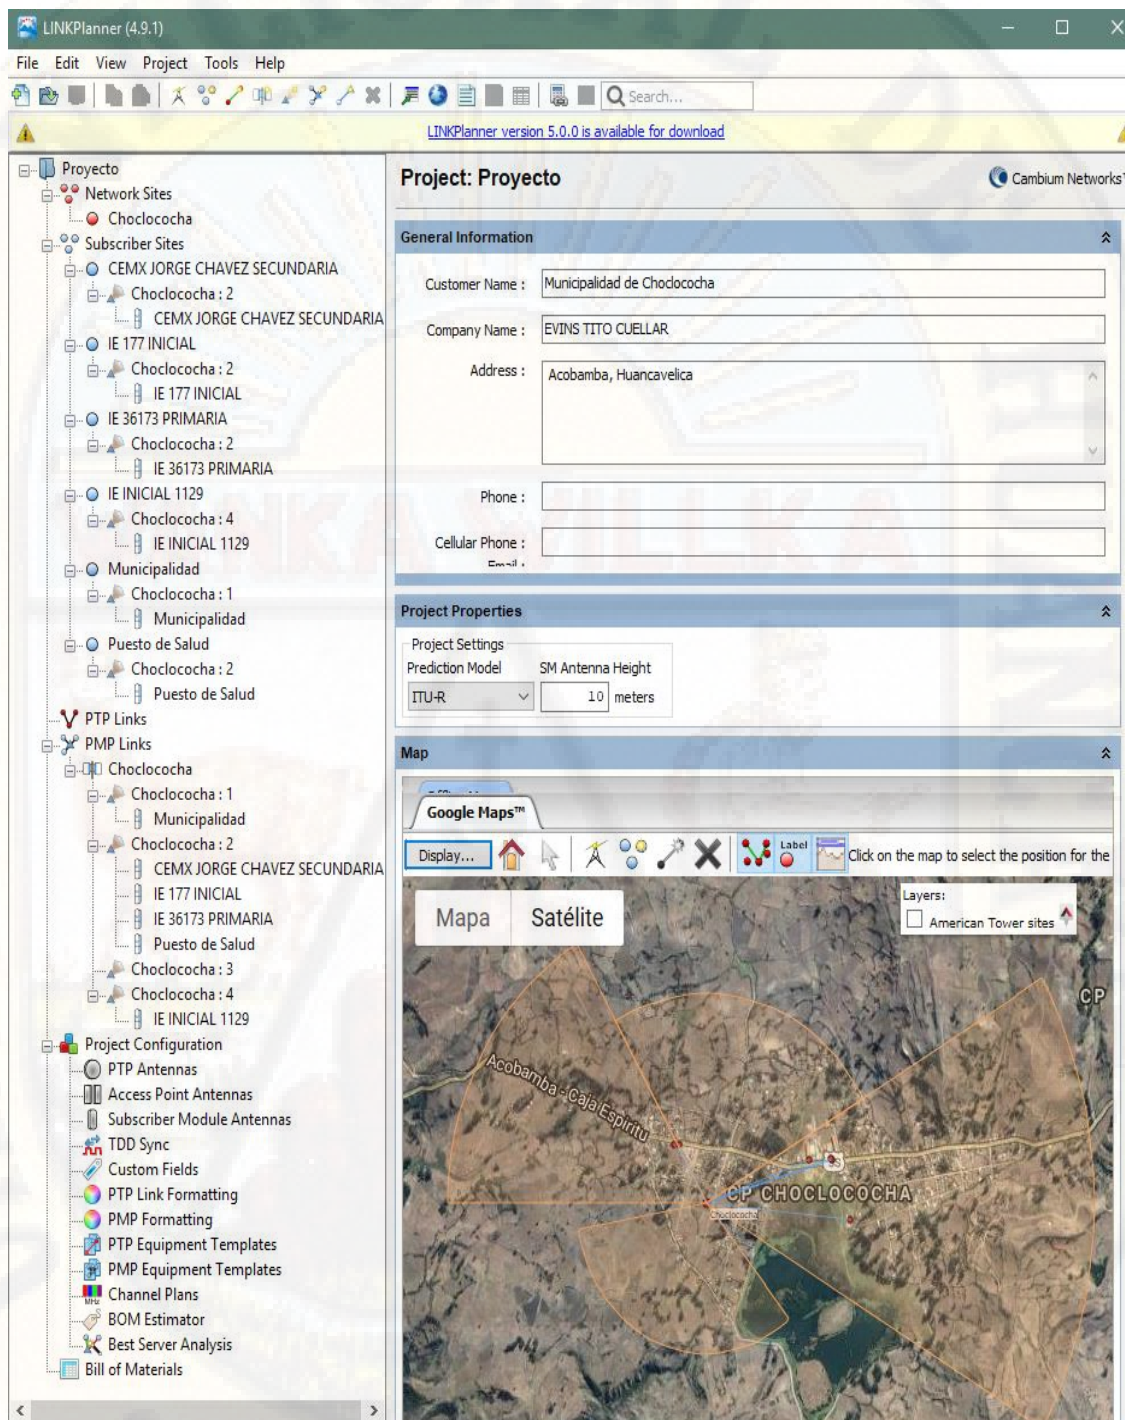 LINKPlanner (4.9.1)
File Edit View Project Tools Help
Search...
LINKPlanner version 5.0.0 is available for download
Proyecto
Network Sites
Choclococha
Subscriber Sites
CEMX JORGE CHAVEZ SECUNDARIA
Choclococha : 2
CEMX JORGE CHAVEZ SECUNDARIA
IE 177 INICIAL
Choclococha : 2
IE 177 INICIAL
IE 36173 PRIMARIA
Choclococha : 2
IE 36173 PRIMARIA
IE INICIAL 1129
Choclococha : 4
IE INICIAL 1129
Municipalidad
Choclococha : 1
Municipalidad
Puesto de Salud
Choclococha : 2
Puesto de Salud
PTP Links
PMP Links
Choclococha
Choclococha : 1
Municipalidad
Choclococha : 2
CEMX JORGE CHAVEZ SECUNDARIA
IE 177 INICIAL
IE 36173 PRIMARIA
Puesto de Salud
Choclococha : 3
Choclococha : 4
IE INICIAL 1129
Project Configuration
PTP Antennas
Access Point Antennas
Subscriber Module Antennas
TDD Sync
Custom Fields
PTP Link Formatting
PMP Formatting
PTP Equipment Templates
PMP Equipment Templates
Channel Plans
BOM Estimator
Best Server Analysis
Bill of Materials
Project: Proyecto
Cambium Networks™
General Information
Customer Name : Municipalidad de Choclococha
Company Name : EVINS TITO CUELLAR
Address : Acobamba, Huancavelica
Phone :
Cellular Phone :
Email :
Project Properties
Project Settings
Prediction Model SM Antenna Height
ITU-R 10 meters
Map
Google Maps™
Display... Label Click on the map to select the position for the
Mapa Satélite
Layers:
American Tower sites
CP
Acobamba - Caja Espiritu
CP CHOCLOCOCHA
Choclococha